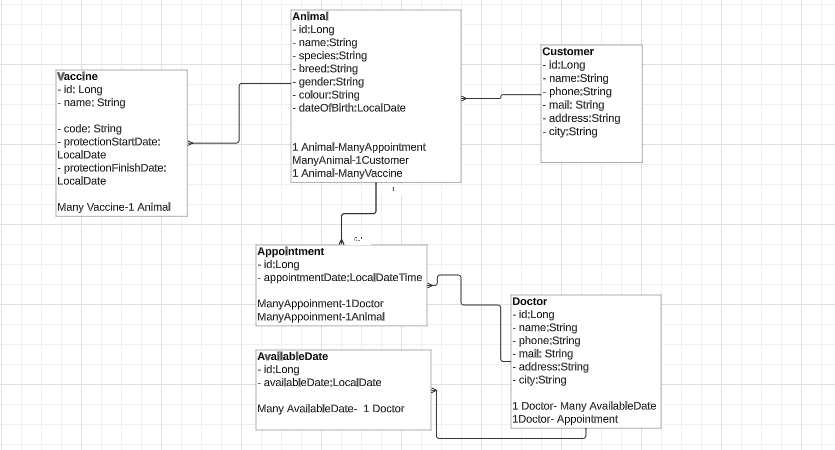 Animal
- id;Long
- name;String
- species;String
- breed;String
- gender;String
- colour;String
- dateOfBirth;LocalDate
1 Animal-ManyAppointment
ManyAnimal-1Customer
1 Animal-ManyVaccine
Customer
- id:Long
- name:String
- phone;String
- mail: String
- address:String
- city;String
Vaccine
- id; Long
- name; String
- code: String
- protectionStartDate:
LocalDate
- protectionFinishDate:
LocalDate
Many Vaccine-1 Animal
1
0..*
Appointment
- id;Long
- appointmentDate;LocalDateTime
ManyAppoinment-1Doctor
ManyAppoinment-1Animal
Doctor
- id;Long
- name;String
- phone;String
- mail: String
- address:String
- city:String
1 Doctor- Many AvailableDate
1Doctor- Appointment
AvailableDate
- id;Long
- availableDate;LocalDate
Many AvailableDate-  1 Doctor